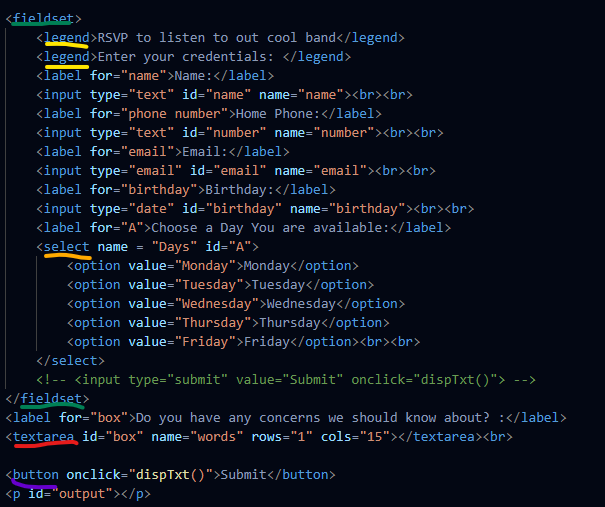 <fieldset>
<legend>RSVP to listen to out cool band</legend>
<legend>Enter your credentials: </legend>
<label for="name">Name:</label>
<input type="text" id="name" name="name"><br><br>
<label for="phone number">Home Phone:</label>
<input type="text" id="number" name="number"><br><br>
<label for="email">Email:</label>
<input type="email" id="email" name="email"><br><br>
<label for="birthday">Birthday:</label>
<input type="date" id="birthday" name="birthday"><br><br>
<label for="A">Choose a Day You are available:</label>
<select name = "Days" id="A">
<option value="Monday">Monday</option>
<option value="Tuesday">Tuesday</option>
<option value="Wednesday">Wednesday</option>
<option value="Thursday">Thursday</option>
<option value="Friday">Friday</option><br><br>
</select>
<!-- <input type="submit" value="Submit" onclick="dispTxt()"> -->
</fieldset>
<label for="box">Do you have any concerns we should know about? :</label>
<textarea id="box" name="words" rows="1" cols="15"></textarea><br>
<button onclick="dispTxt()">Submit</button>
<p id="output"></p>